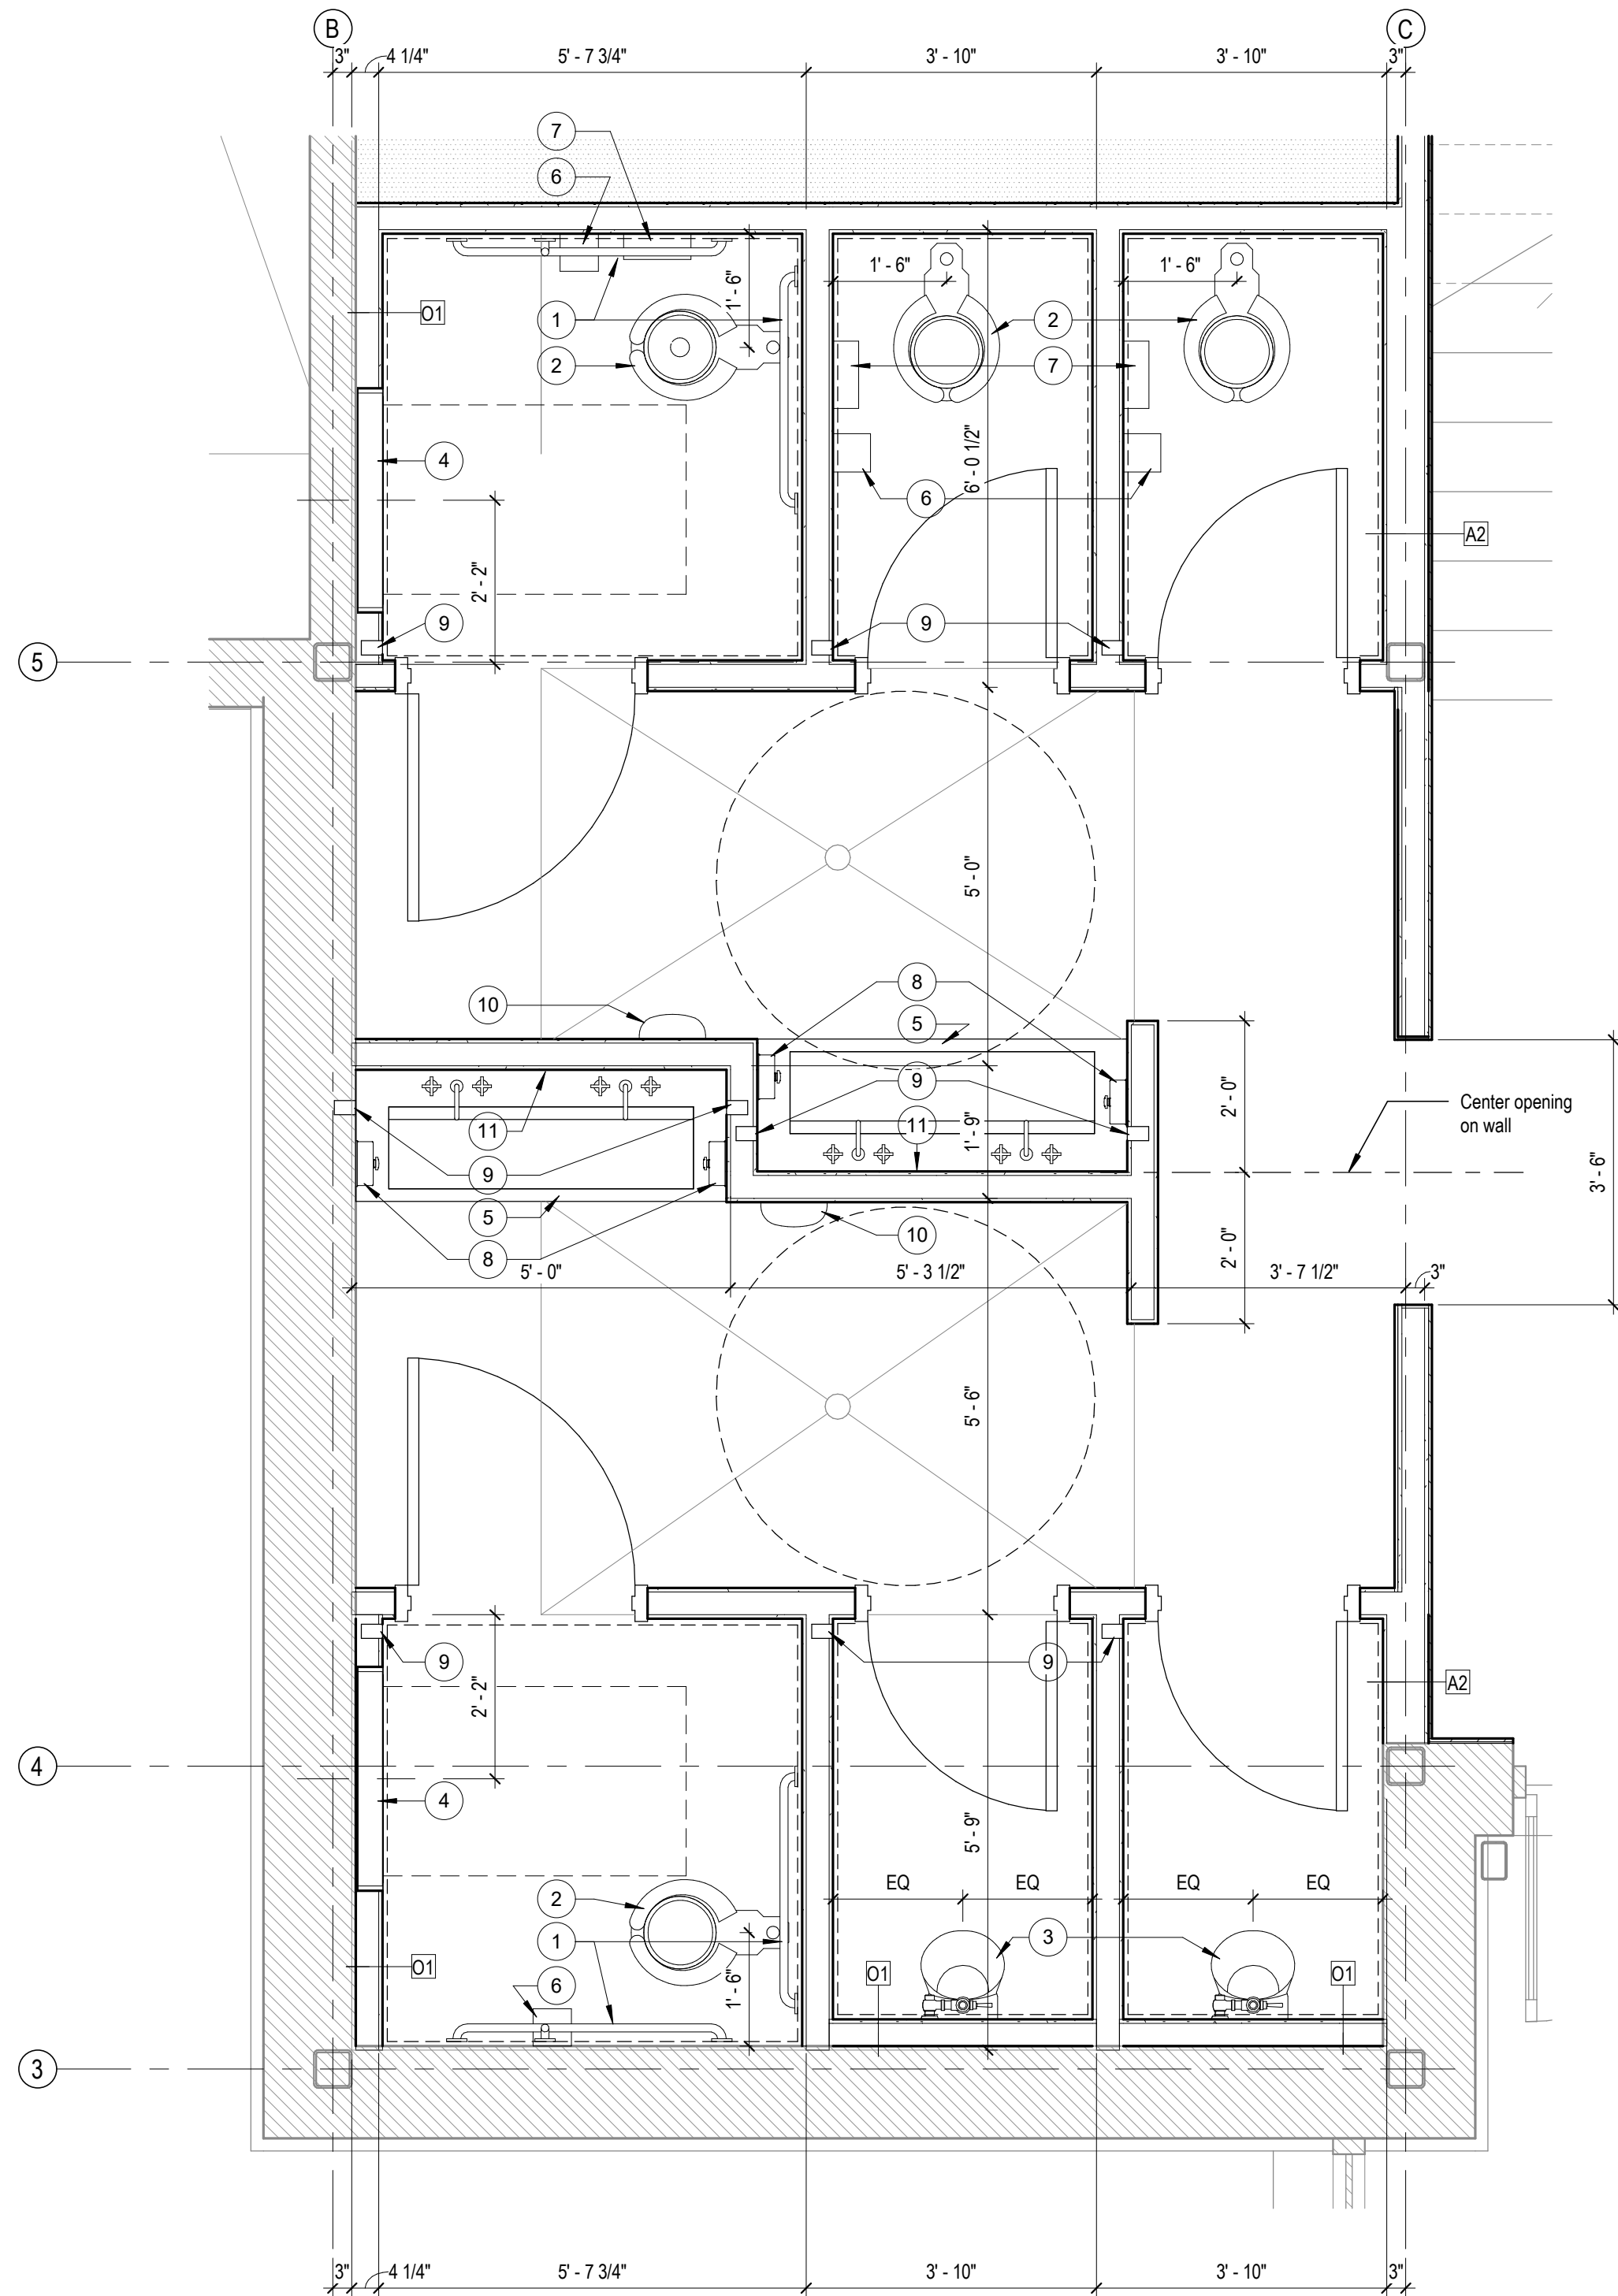 B
C
3"
4 1/4"
5' - 7 3/4"
3' - 10"
3' - 10"
3"
7
6
1' - 6"
1' - 6"
1' - 6"
O1
1
2
2
7
4
6' - 0 1/2"
6
A2
2' - 2"
9
9
5
5' - 0"
8
10
5
9
2' - 0"
Center opening
on wall
11
11
1' - 9"
9
3' - 6"
5
10
2' - 0"
8
5' - 0"
5' - 3 1/2"
3' - 7 1/2"
3"
5' - 6"
9
9
2' - 2"
A2
4
4
5' - 9"
EQ
EQ
EQ
EQ
2
1
3
O1
6
1' - 6"
O1
O1
3
3"
4 1/4"
5' - 7 3/4"
3' - 10"
3' - 10"
3"